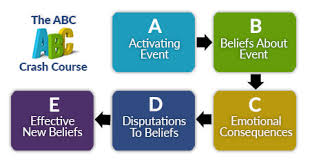 The ABC
ABC
Crash Course
A
Activating
Event
B
Beliefs About
Event
C
Emotional
Consequences
D
Disputations
To Beliefs
E
Effective
New Beliefs